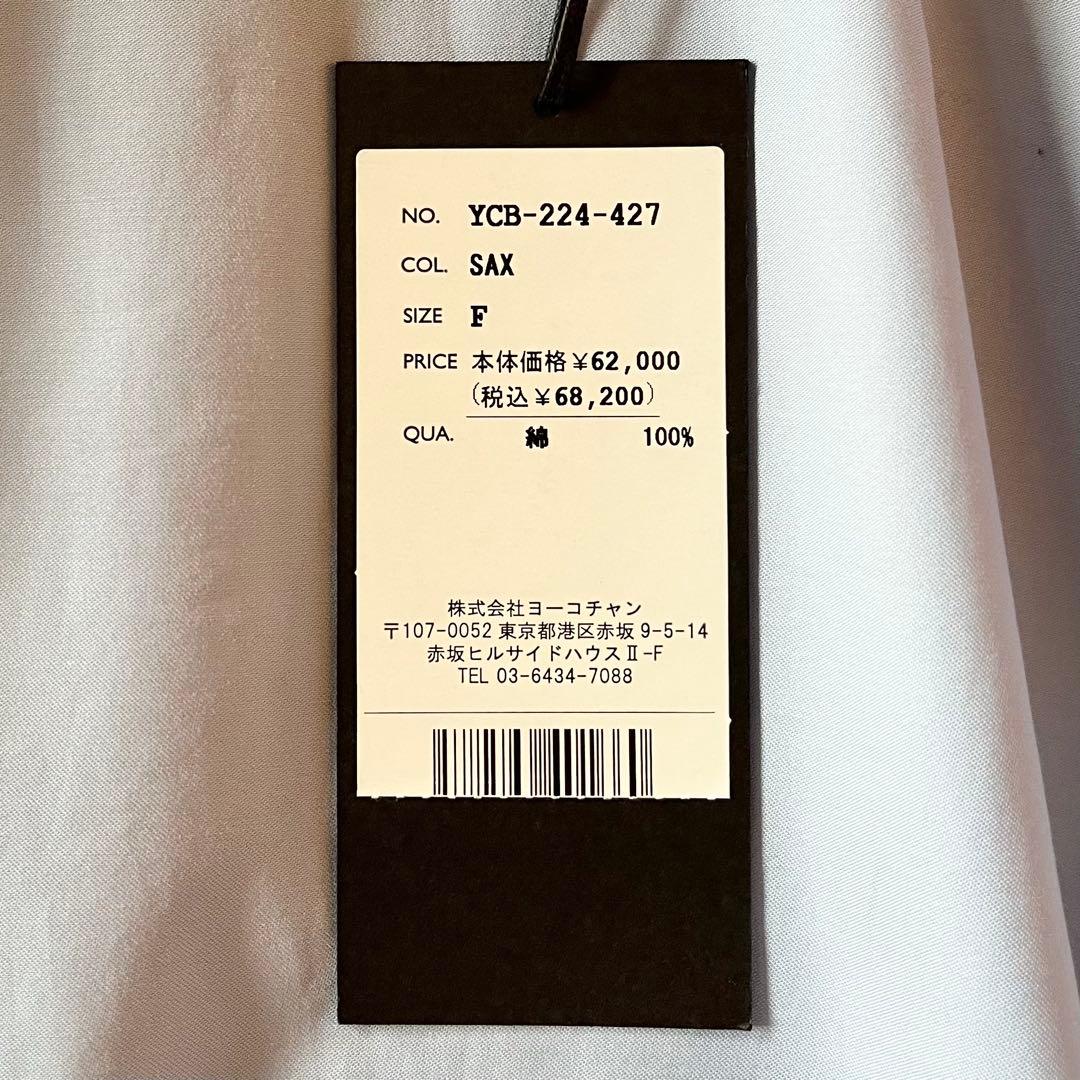 NO. YCB-224-427
COL. SAX
SIZE F
PRICE 本体価格¥62,000
(税込¥68,200)
QUA. 綿 100%
株式会社ヨーコチャン
〒107-0052 東京都港区赤坂9-5-14
赤坂ヒルサイドハウスⅡ-F
TEL 03-6434-7088